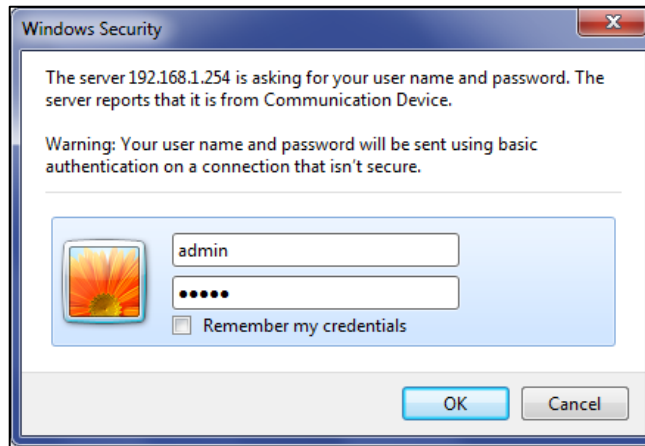 Windows Security
The server 192.168.1.254 is asking for your user name and password. The
server reports that it is from Communication Device.
Warning: Your user name and password will be sent using basic
authentication on a connection that isn't secure.
admin
●●●●●
Remember my credentials
OK
Cancel